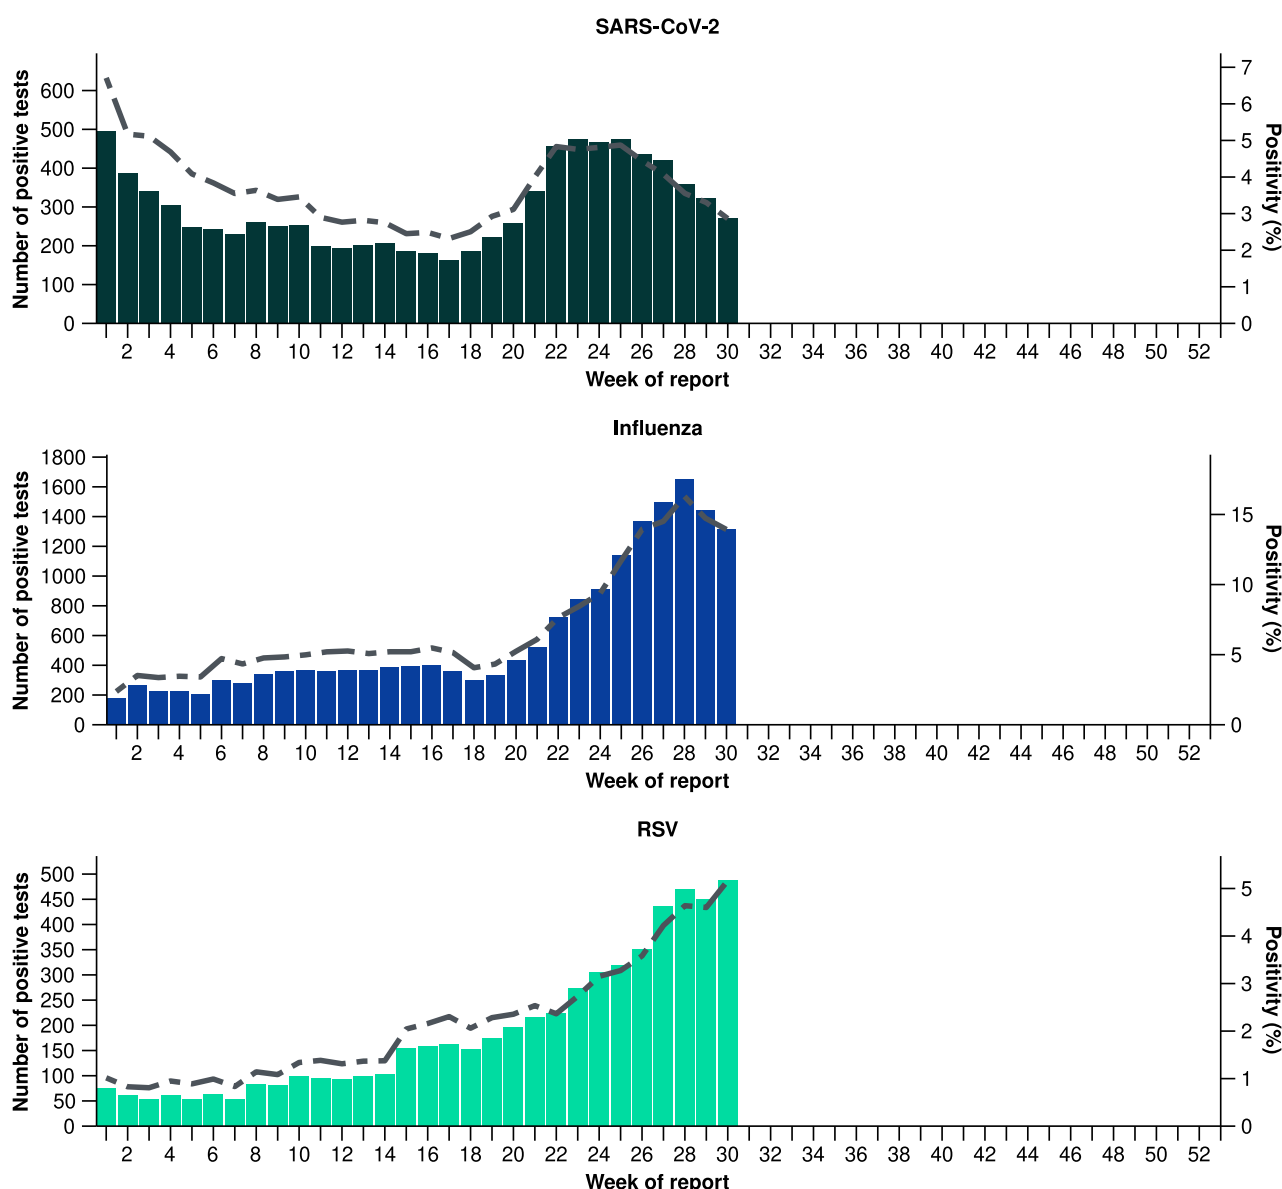 SARS-CoV-2
Number of positive tests
Positivity (%)
0 100 200 300 400 500 600
0 1 2 3 4 5 6 7
2 4 6 8 10 12 14 16 18 20 22 24 26 28 30 32 34 36 38 40 42 44 46 48 50 52
Week of report
Influenza
Number of positive tests
Positivity (%)
0 200 400 600 800 1000 1200 1400 1600 1800
0 5 10 15
2 4 6 8 10 12 14 16 18 20 22 24 26 28 30 32 34 36 38 40 42 44 46 48 50 52
Week of report
RSV
Number of positive tests
Positivity (%)
0 50 100 150 200 250 300 350 400 450 500
0 1 2 3 4 5
2 4 6 8 10 12 14 16 18 20 22 24 26 28 30 32 34 36 38 40 42 44 46 48 50 52
Week of report